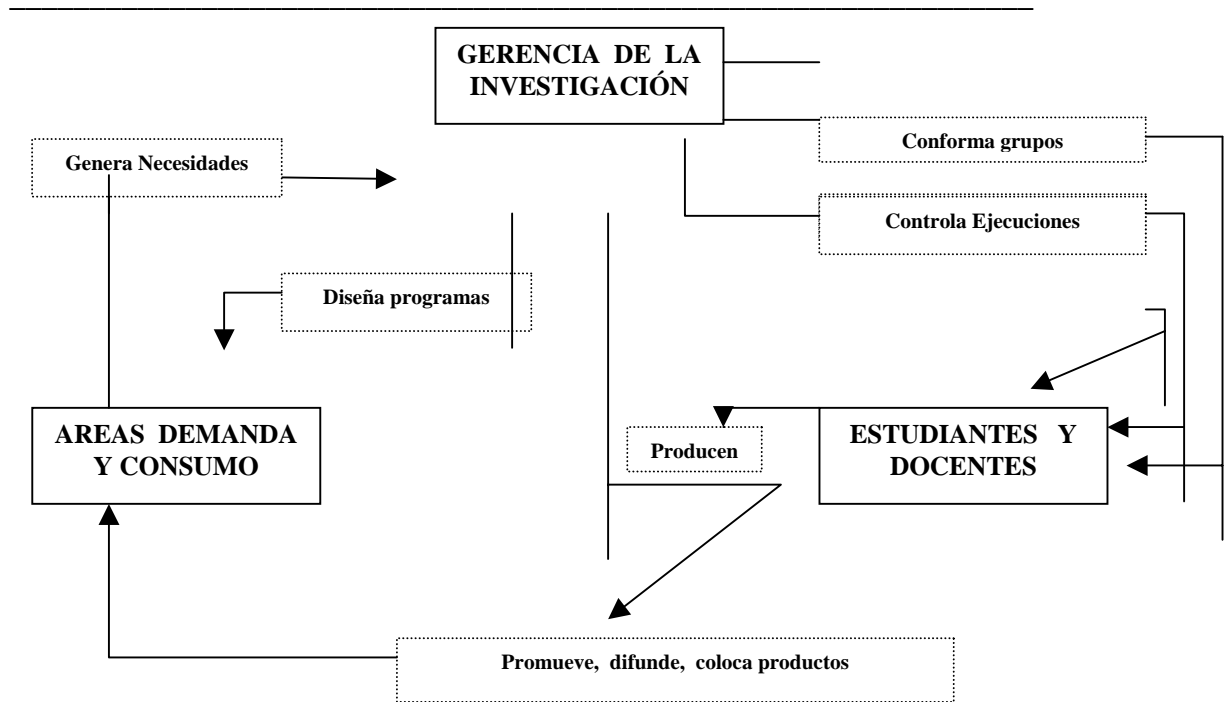 GERENCIA DE LA
INVESTIGACIÓN
Conforma grupos
Genera Necesidades
Controla Ejecuciones
Diseña programas
AREAS DEMANDA
Y CONSUMO
Producen
ESTUDIANTES Y
DOCENTES
Promueve, difunde, coloca productos